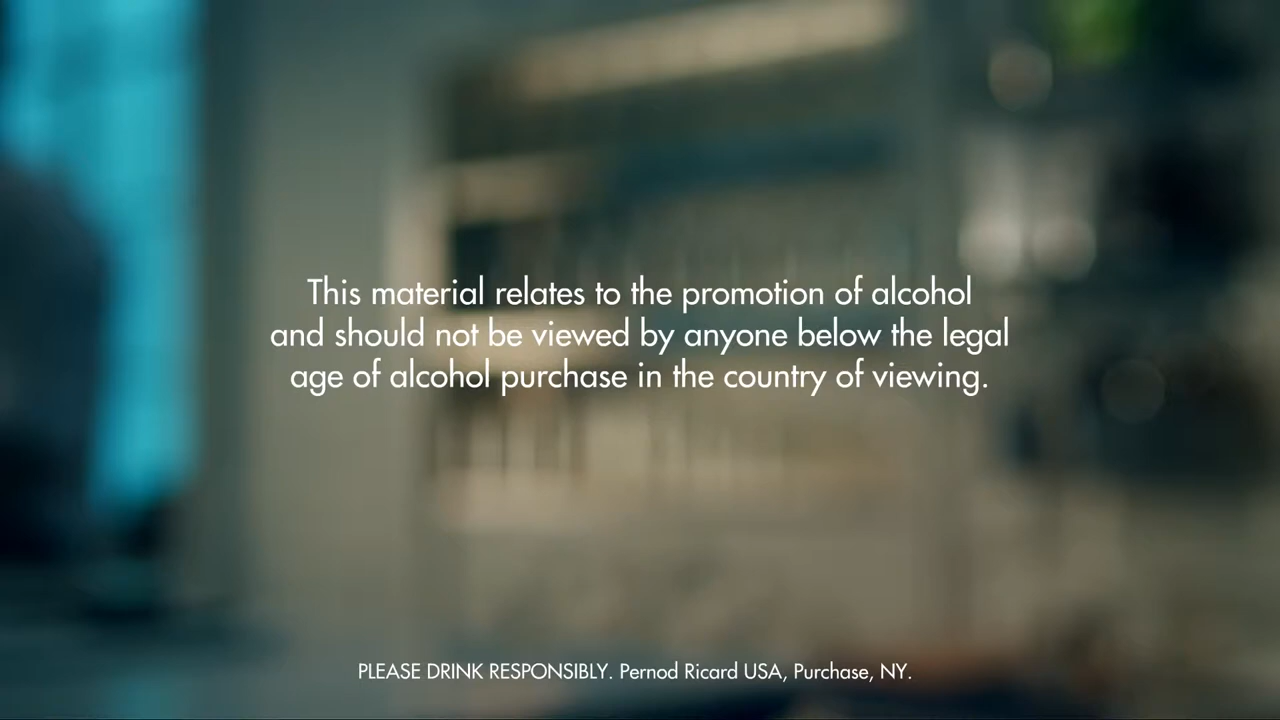 This material relates to the promotion of alcohol
and should not be viewed by anyone below the legal
age of alcohol purchase in the country of viewing.
PLEASE DRINK RESPONSIBLY. Pernod Ricard USA, Purchase, NY.